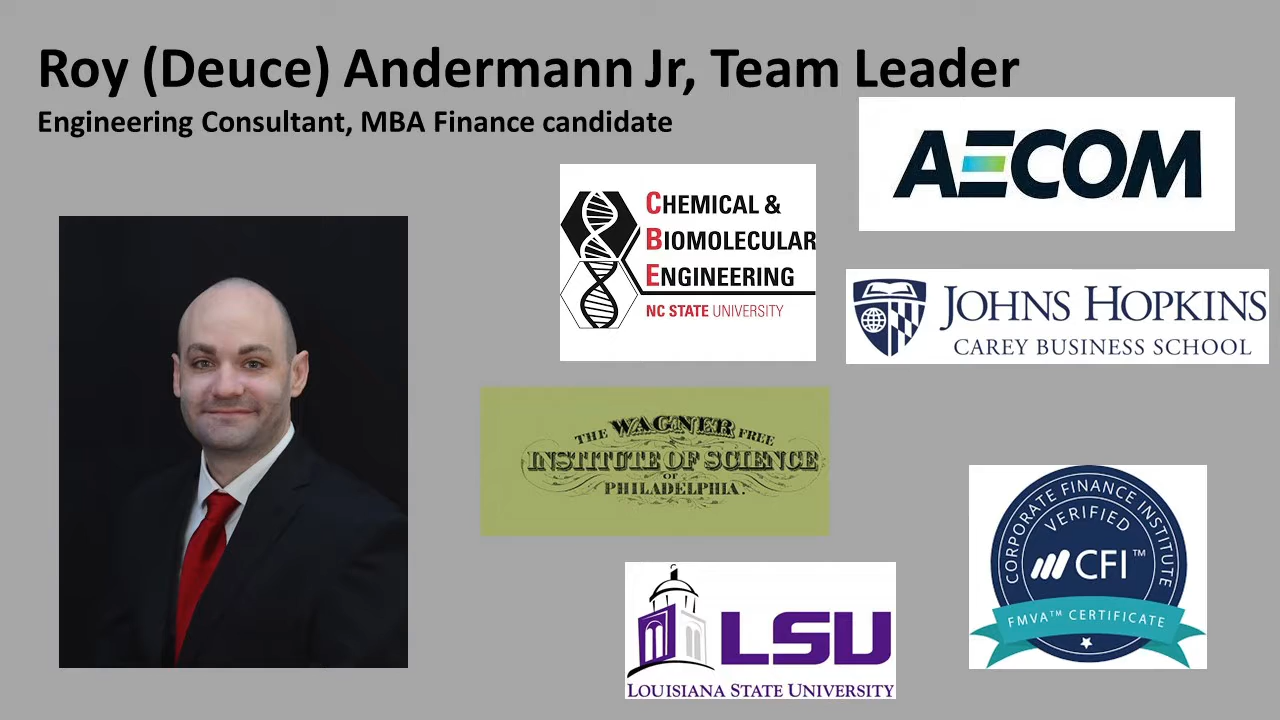 Roy (Deuce) Andermann Jr, Team Leader
Engineering Consultant, MBA Finance candidate
AECOM
CHEMICAL &
BIOMOLECULAR
ENGINEERING
NC STATE UNIVERSITY
JOHNS HOPKINS
CAREY BUSINESS SCHOOL
THE WAGNER FREE
INSTITUTE OF SCIENCE
OF
PHILADELPHIA.
CORPORATE FINANCE INSTITUTE
VERIFIED
CFI™
FMVA™ CERTIFICATE
LSU
LOUISIANA STATE UNIVERSITY